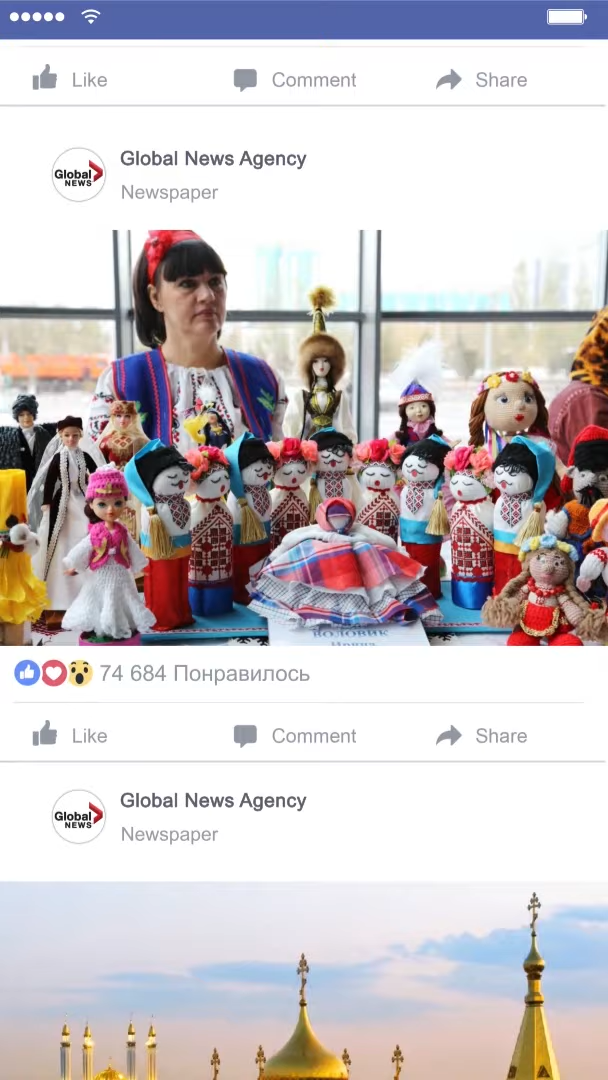 Like
Comment
Share
Global News Agency
Global
NEWS
Newspaper
ВОЛОВИК
74 684 Понравилось
Like
Comment
Share
Global News Agency
Global
NEWS
Newspaper